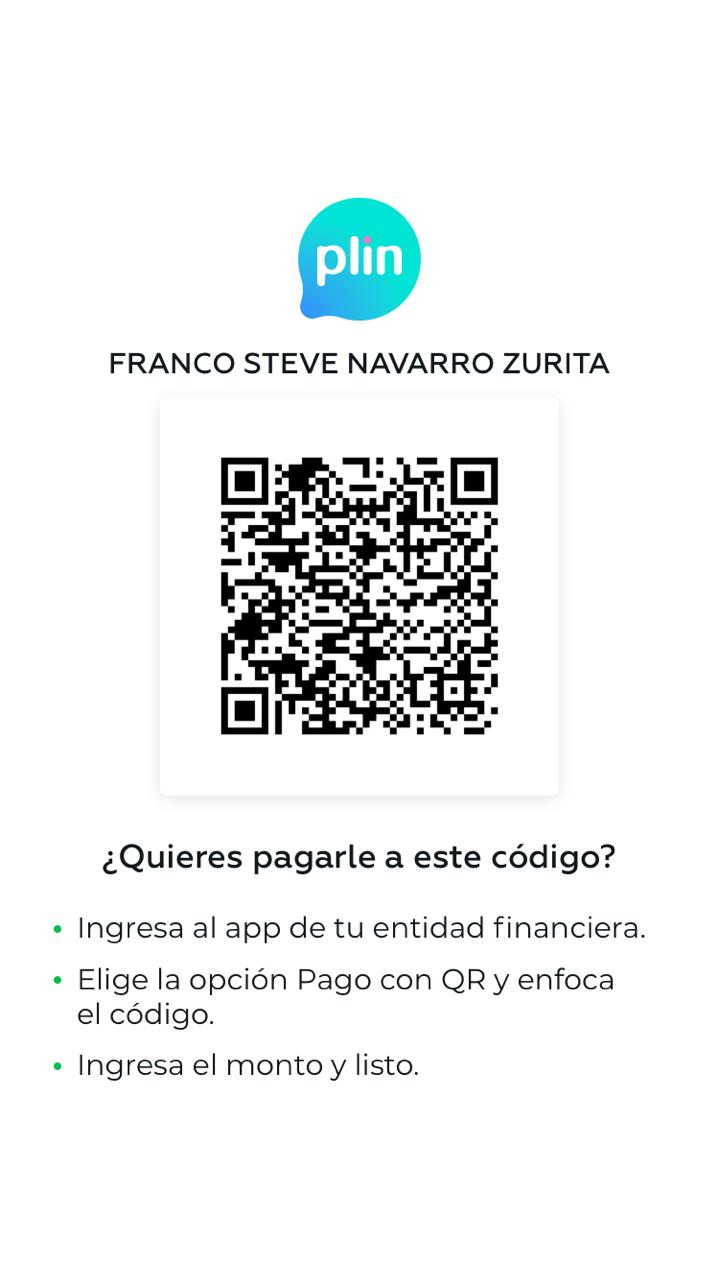 plin
FRANCO STEVE NAVARRO ZURITA
¿Quieres pagarle a este código?
• Ingresa al app de tu entidad financiera.
• Elige la opción Pago con QR y enfoca
el código.
• Ingresa el monto y listo.